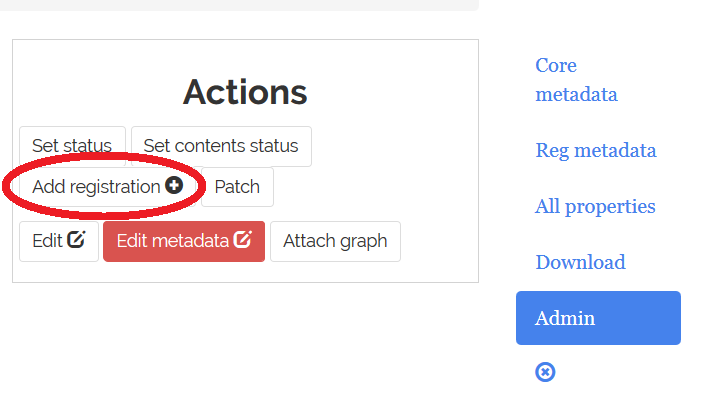 Actions
Set status
Set contents status
Add registration
Patch
Edit
Edit metadata
Attach graph
Core
metadata
Reg metadata
All properties
Download
Admin